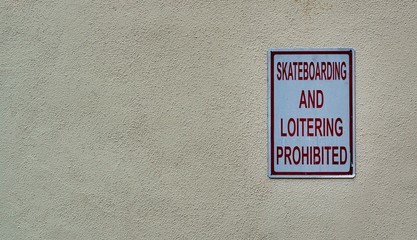 SKATEBOARDING
AND
LOITERING
PROHIBITED